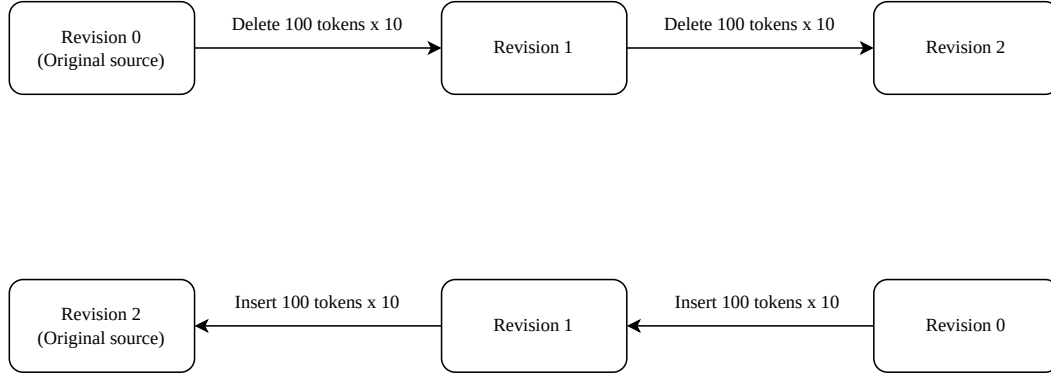 Revision 0
(Original source)
Delete 100 tokens x 10
Revision 1
Delete 100 tokens x 10
Revision 2
Revision 2
(Original source)
Insert 100 tokens x 10
Revision 1
Insert 100 tokens x 10
Revision 0